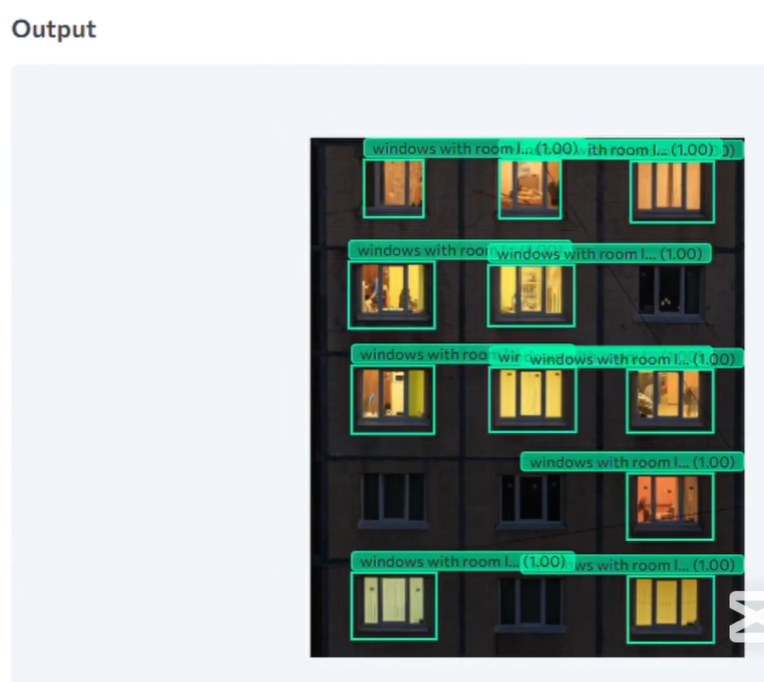 Output
windows with room l... (1.00) ith room l... (1.00) 0)
windows with roo windows with room l... (1.00)
windows with roo wir windows with room l... (1.00)
windows with room l... (1.00)
windows with room l... (1.00) ws with room l... (1.00)